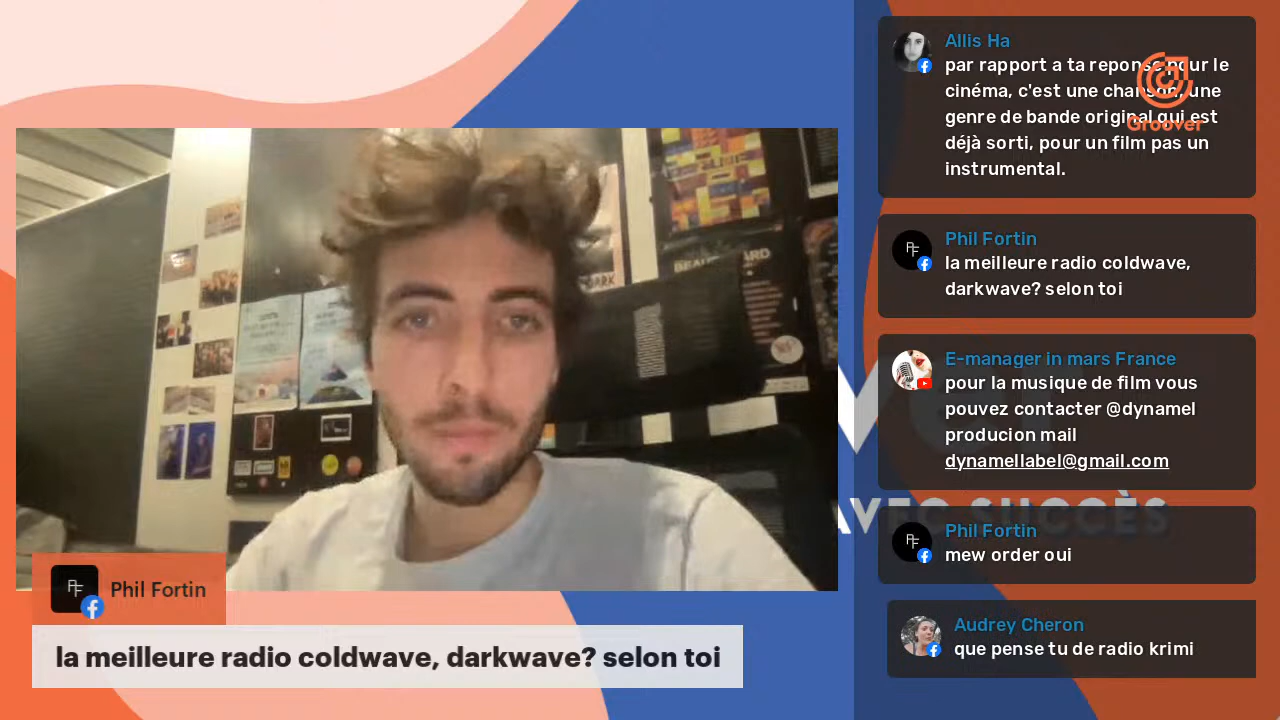 Allis Ha
par rapport a ta reponse pour le
cinéma, c'est une chanson, une
genre de bande original qui est
déjà sorti, pour un film pas un
instrumental.
Groover
Phil Fortin
la meilleure radio coldwave,
darkwave? selon toi
E-manager in mars France
pour la musique de film vous
pouvez contacter @dynamel
producion mail
dynamellabel@gmail.com
AVEC SUCCÈS
Phil Fortin
mew order oui
Audrey Cheron
que pense tu de radio krimi
Phil Fortin
la meilleure radio coldwave, darkwave? selon toi